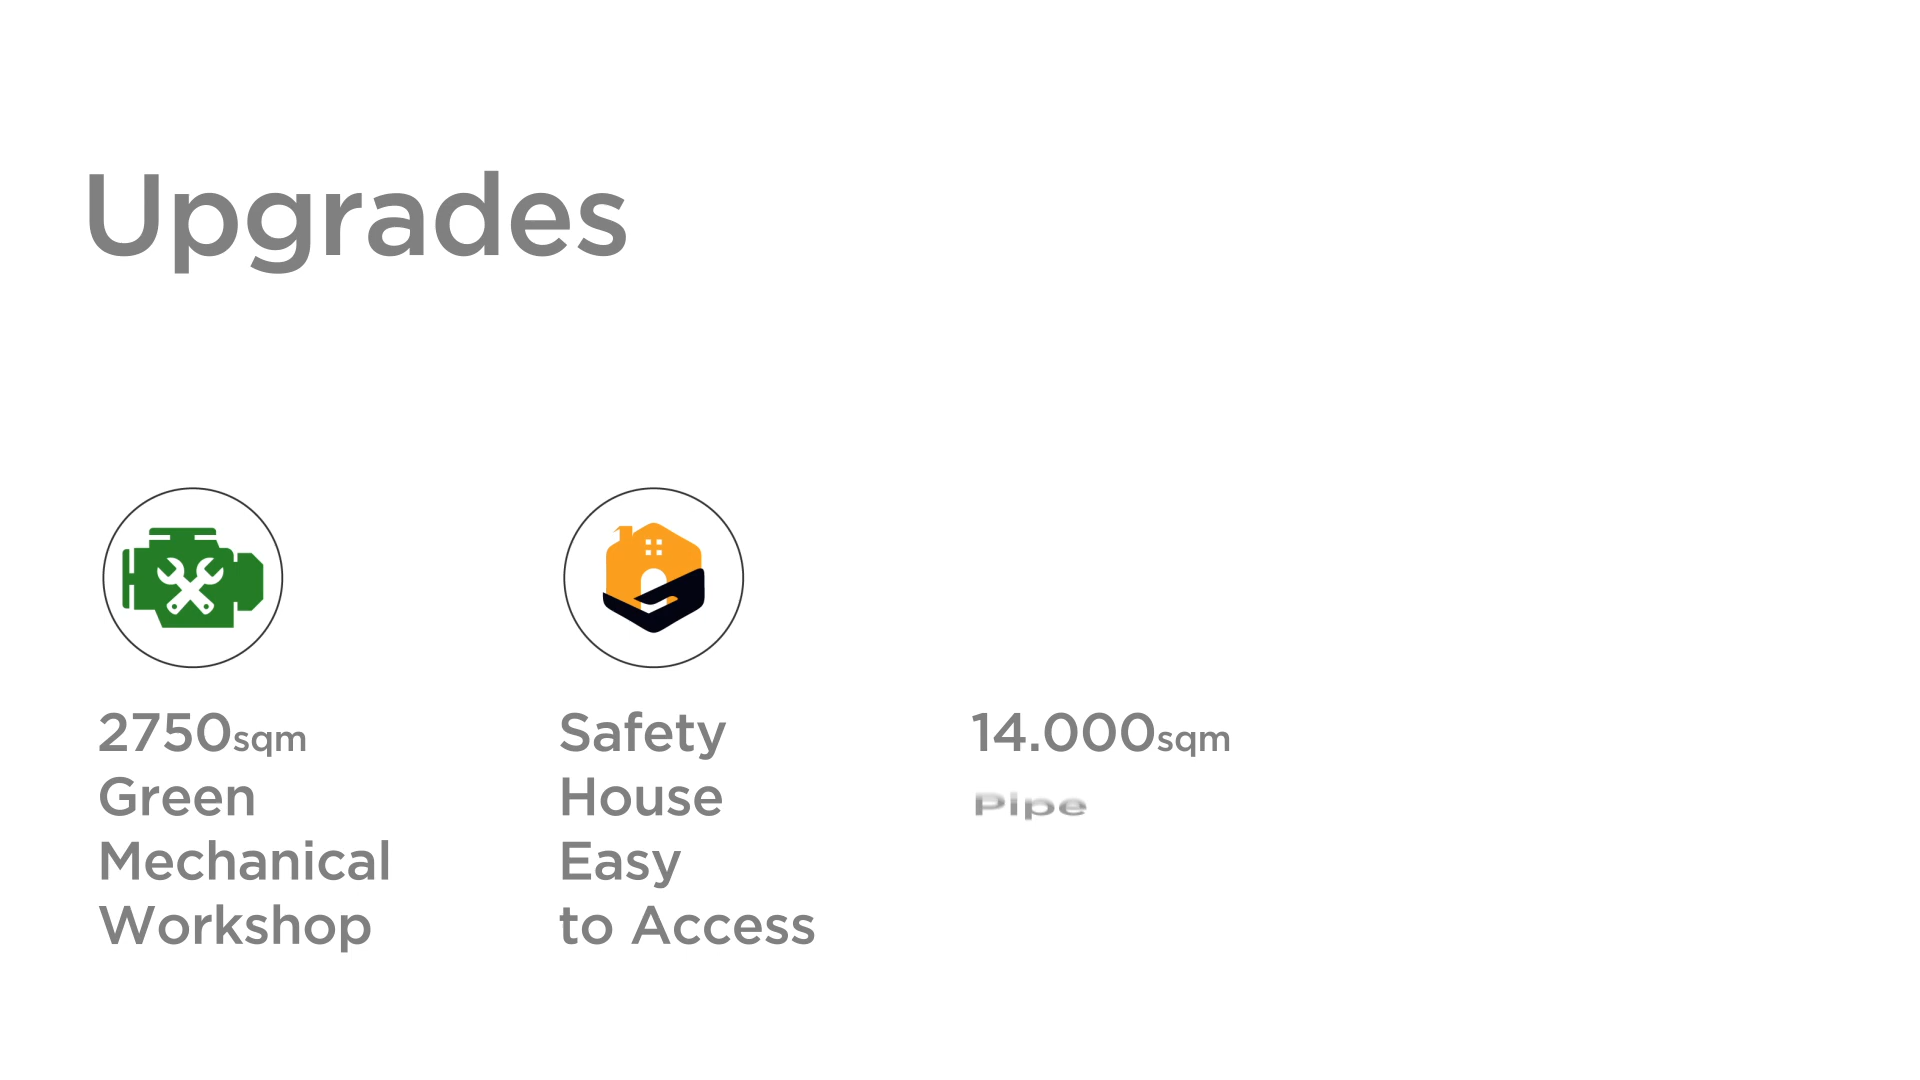 Upgrades
2750sqm
Green
Mechanical
Workshop
Safety
House
Easy
to Access
14.000sqm
Pipe